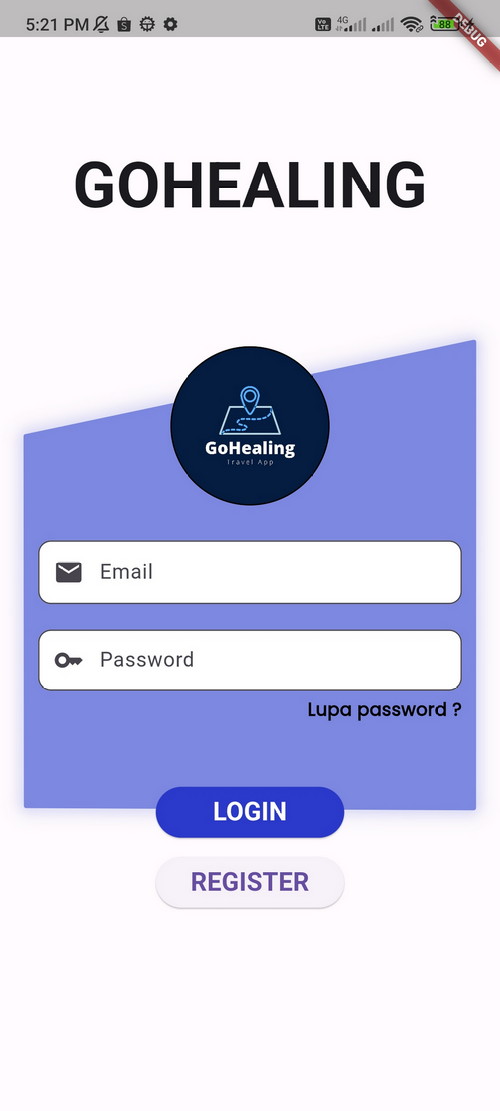 5:21 PM
Vo LTE
4G
88
DEBUG
GOHEALING
GoHealing
Travel App
Email
Password
Lupa password ?
LOGIN
REGISTER